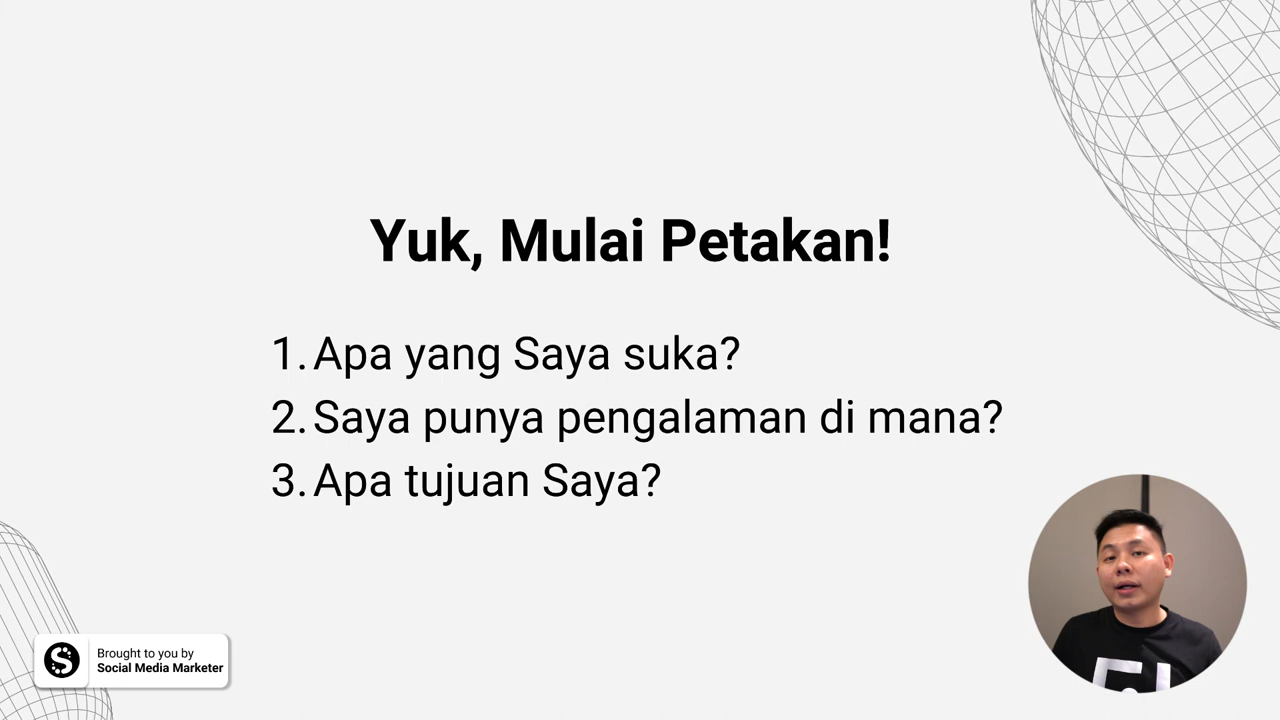 Yuk, Mulai Petakan!
1. Apa yang Saya suka?
2. Saya punya pengalaman di mana?
3. Apa tujuan Saya?
Brought to you by
Social Media Marketer